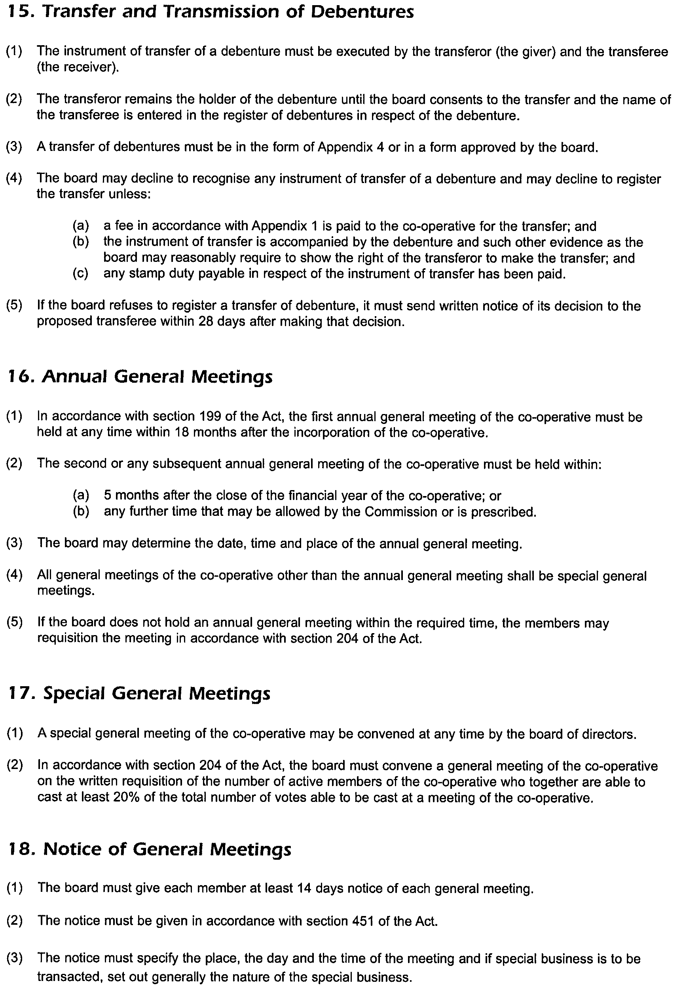 15. Transfer and Transmission of Debentures
(1) The instrument of transfer of a debenture must be executed by the transferor (the giver) and the transferee
(the receiver).
(2) The transferor remains the holder of the debenture until the board consents to the transfer and the name of
the transferee is entered in the register of debentures in respect of the debenture.
(3) A transfer of debentures must be in the form of Appendix 4 or in a form approved by the board.
(4) The board may decline to recognise any instrument of transfer of a debenture and may decline to register
the transfer unless:
(a) a fee in accordance with Appendix 1 is paid to the co-operative for the transfer; and
(b) the instrument of transfer is accompanied by the debenture and such other evidence as the
board may reasonably require to show the right of the transferor to make the transfer; and
(c) any stamp duty payable in respect of the instrument of transfer has been paid.
(5) If the board refuses to register a transfer of debenture, it must send written notice of its decision to the
proposed transferee within 28 days after making that decision.
16. Annual General Meetings
(1) In accordance with section 199 of the Act, the first annual general meeting of the co-operative must be
held at any time within 18 months after the incorporation of the co-operative.
(2) The second or any subsequent annual general meeting of the co-operative must be held within:
(a) 5 months after the close of the financial year of the co-operative; or
(b) any further time that may be allowed by the Commission or is prescribed.
(3) The board may determine the date, time and place of the annual general meeting.
(4) All general meetings of the co-operative other than the annual general meeting shall be special general
meetings.
(5) If the board does not hold an annual general meeting within the required time, the members may
requisition the meeting in accordance with section 204 of the Act.
17. Special General Meetings
(1) A special general meeting of the co-operative may be convened at any time by the board of directors.
(2) In accordance with section 204 of the Act, the board must convene a general meeting of the co-operative
on the written requisition of the number of active members of the co-operative who together are able to
cast at least 20% of the total number of votes able to be cast at a meeting of the co-operative.
18. Notice of General Meetings
(1) The board must give each member at least 14 days notice of each general meeting.
(2) The notice must be given in accordance with section 451 of the Act.
(3) The notice must specify the place, the day and the time of the meeting and if special business is to be
transacted, set out generally the nature of the special business.